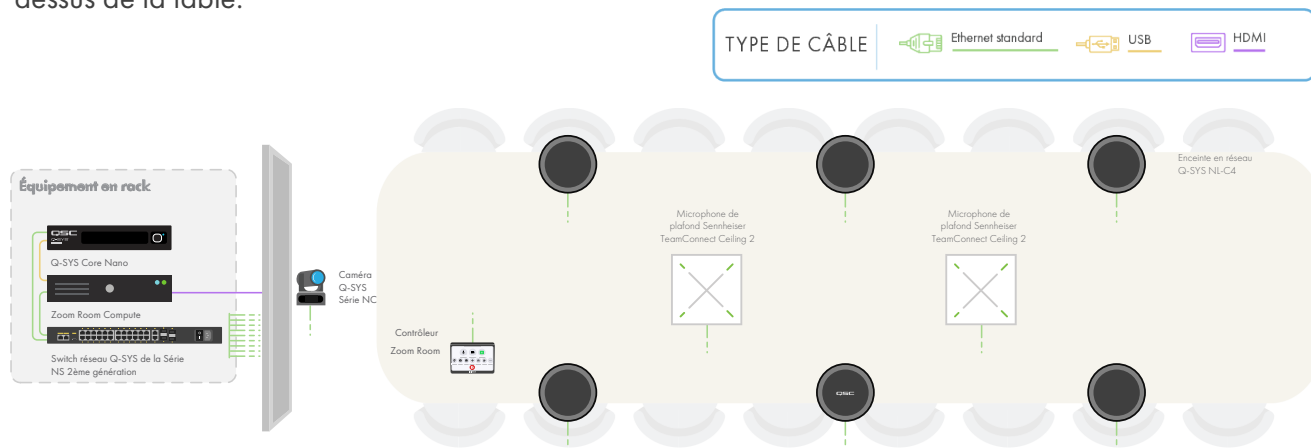 dessus de la table.
TYPE DE CÂBLE
Ethernet standard
USB
HDMI
Équipement en rack
QSC
Q-SYS
Q-SYS Core Nano
Zoom Room Compute
Switch réseau Q-SYS de la Série
NS 2ème génération
Caméra
Q-SYS
Série NC
Contrôleur
Zoom Room
Microphone de
plafond Sennheiser
TeamConnect Ceiling 2
Microphone de
plafond Sennheiser
TeamConnect Ceiling 2
Enceinte en réseau
Q-SYS NL-C4
QSC